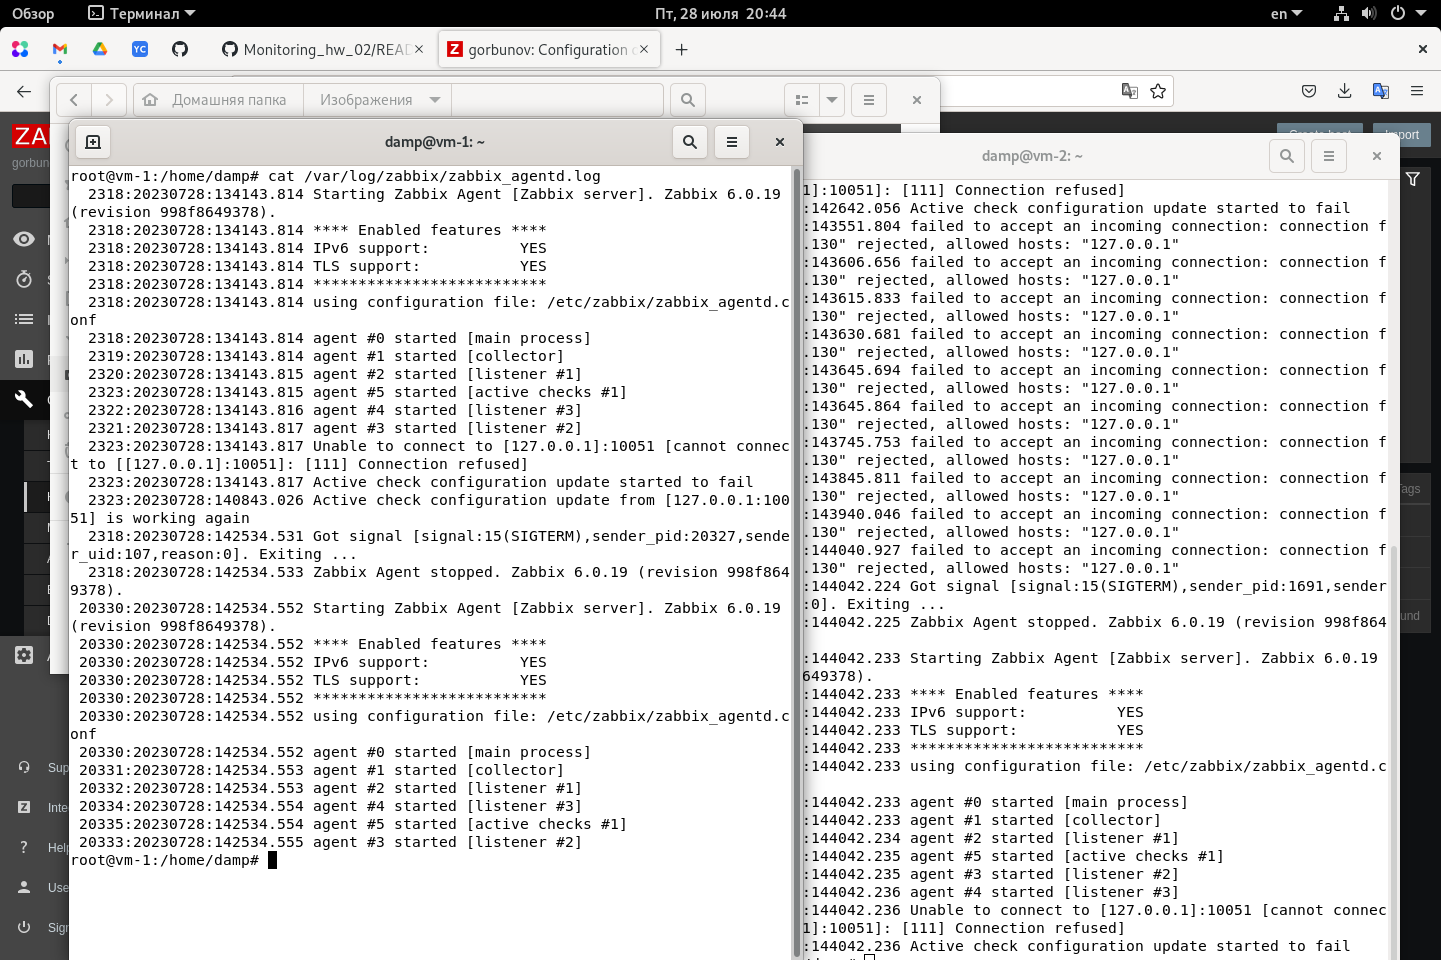 Обзор
Терминал
Пт, 28 июля  20:44
en
YC
Monitoring_hw_02/READ
gorbunov: Configuration o
Домашняя папка
Изображения
ZA
gorbunov
Create host
Import
damp@vm-1: ~
root@vm-1:/home/damp# cat /var/log/zabbix/zabbix_agentd.log
2318:20230728:134143.814 Starting Zabbix Agent [Zabbix server]. Zabbix 6.0.19
(revision 998f8649378).
2318:20230728:134143.814 **** Enabled features ****
2318:20230728:134143.814 IPv6 support:          YES
2318:20230728:134143.814 TLS support:           YES
2318:20230728:134143.814 **************************
2318:20230728:134143.814 using configuration file: /etc/zabbix/zabbix_agentd.c
onf
2318:20230728:134143.814 agent #0 started [main process]
2319:20230728:134143.814 agent #1 started [collector]
2320:20230728:134143.815 agent #2 started [listener #1]
2323:20230728:134143.815 agent #5 started [active checks #1]
2322:20230728:134143.816 agent #4 started [listener #3]
2321:20230728:134143.817 agent #3 started [listener #2]
2323:20230728:134143.817 Unable to connect to [127.0.0.1]:10051 [cannot connec
t to [[127.0.0.1]:10051]: [111] Connection refused]
2323:20230728:134143.817 Active check configuration update started to fail
2323:20230728:140843.026 Active check configuration update from [127.0.0.1:100
51] is working again
2318:20230728:142534.531 Got signal [signal:15(SIGTERM),sender_pid:20327,sende
r_uid:107,reason:0]. Exiting ...
2318:20230728:142534.533 Zabbix Agent stopped. Zabbix 6.0.19 (revision 998f864
9378).
20330:20230728:142534.552 Starting Zabbix Agent [Zabbix server]. Zabbix 6.0.19
(revision 998f8649378).
20330:20230728:142534.552 **** Enabled features ****
20330:20230728:142534.552 IPv6 support:          YES
20330:20230728:142534.552 TLS support:           YES
20330:20230728:142534.552 **************************
20330:20230728:142534.552 using configuration file: /etc/zabbix/zabbix_agentd.c
onf
20330:20230728:142534.552 agent #0 started [main process]
20331:20230728:142534.553 agent #1 started [collector]
20332:20230728:142534.553 agent #2 started [listener #1]
20334:20230728:142534.554 agent #4 started [listener #3]
20335:20230728:142534.554 agent #5 started [active checks #1]
20333:20230728:142534.555 agent #3 started [listener #2]
root@vm-1:/home/damp#
damp@vm-2: ~
1]:10051]: [111] Connection refused]
:142642.056 Active check configuration update started to fail
:143551.804 failed to accept an incoming connection: connection f
.130" rejected, allowed hosts: "127.0.0.1"
:143606.656 failed to accept an incoming connection: connection f
.130" rejected, allowed hosts: "127.0.0.1"
:143615.833 failed to accept an incoming connection: connection f
.130" rejected, allowed hosts: "127.0.0.1"
:143630.681 failed to accept an incoming connection: connection f
.130" rejected, allowed hosts: "127.0.0.1"
:143645.694 failed to accept an incoming connection: connection f
.130" rejected, allowed hosts: "127.0.0.1"
:143645.864 failed to accept an incoming connection: connection f
.130" rejected, allowed hosts: "127.0.0.1"
:143745.753 failed to accept an incoming connection: connection f
.130" rejected, allowed hosts: "127.0.0.1"
:143845.811 failed to accept an incoming connection: connection f
.130" rejected, allowed hosts: "127.0.0.1"
:143940.046 failed to accept an incoming connection: connection f
.130" rejected, allowed hosts: "127.0.0.1"
:144040.927 failed to accept an incoming connection: connection f
.130" rejected, allowed hosts: "127.0.0.1"
:144042.224 Got signal [signal:15(SIGTERM),sender_pid:1691,sender
:0]. Exiting ...
:144042.225 Zabbix Agent stopped. Zabbix 6.0.19 (revision 998f864
:144042.233 Starting Zabbix Agent [Zabbix server]. Zabbix 6.0.19
649378).
:144042.233 **** Enabled features ****
:144042.233 IPv6 support:          YES
:144042.233 TLS support:           YES
:144042.233 **************************
:144042.233 using configuration file: /etc/zabbix/zabbix_agentd.c
:144042.233 agent #0 started [main process]
:144042.233 agent #1 started [collector]
:144042.234 agent #2 started [listener #1]
:144042.235 agent #5 started [active checks #1]
:144042.235 agent #3 started [listener #2]
:144042.236 agent #4 started [listener #3]
:144042.236 Unable to connect to [127.0.0.1]:10051 [cannot connec
1]:10051]: [111] Connection refused]
:144042.236 Active check configuration update started to fail
Tags
und
Sup
Inte
Help
Use
Sign